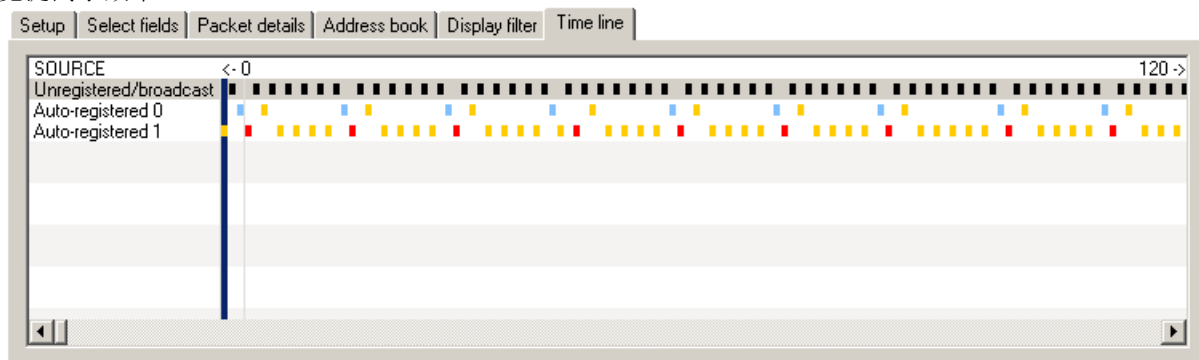 Setup Select fields Packet details Address book Display filter Time line
SOURCE <- 0 120 ->
Unregistered/broadcast
Auto-registered 0
Auto-registered 1